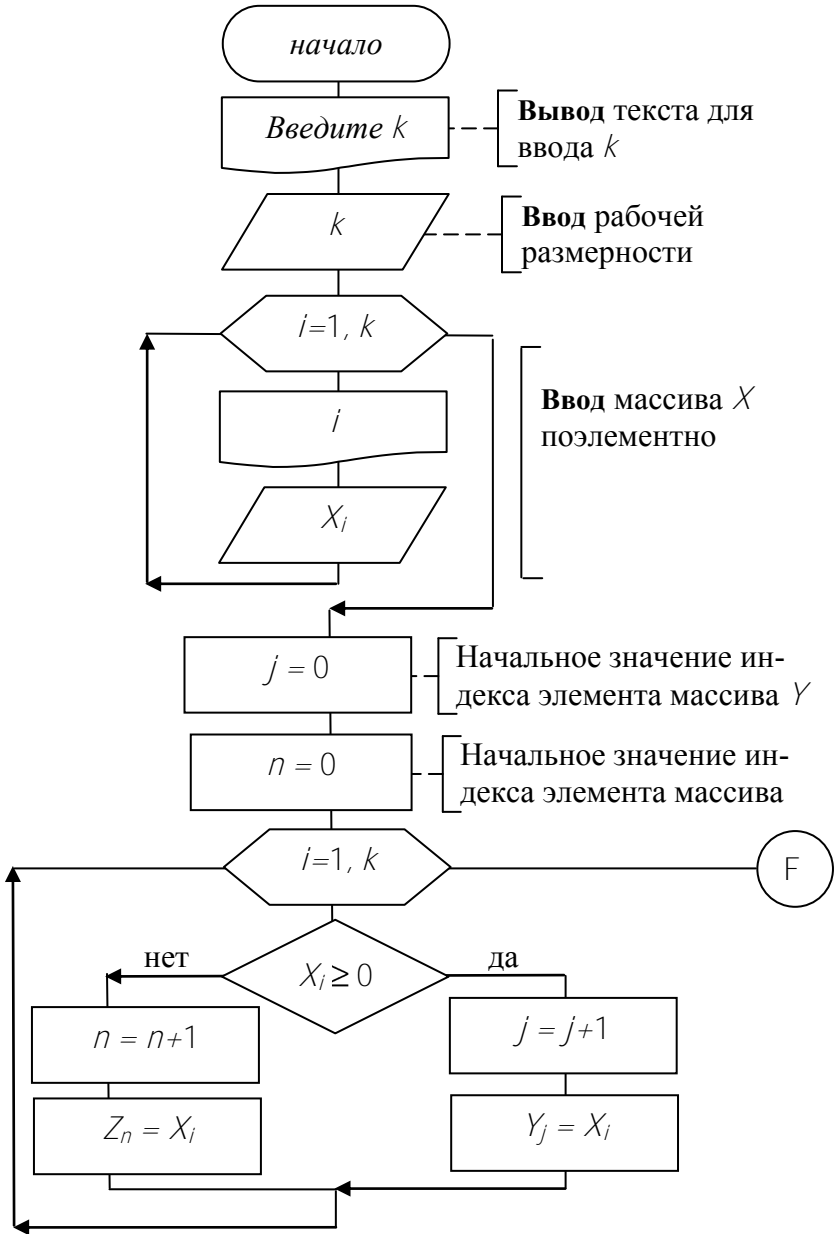 начало
Введите k
Вывод текста для
ввода k
k
Ввод рабочей
размерности
i=1, k
i
Ввод массива X
поэлементно
Xi
j = 0
Начальное значение ин-
декса элемента массива Y
n = 0
Начальное значение ин-
декса элемента массива
i=1, k
F
нет
Xi ≥ 0
да
n = n+1
j = j+1
Zn = Xi
Yj = Xi